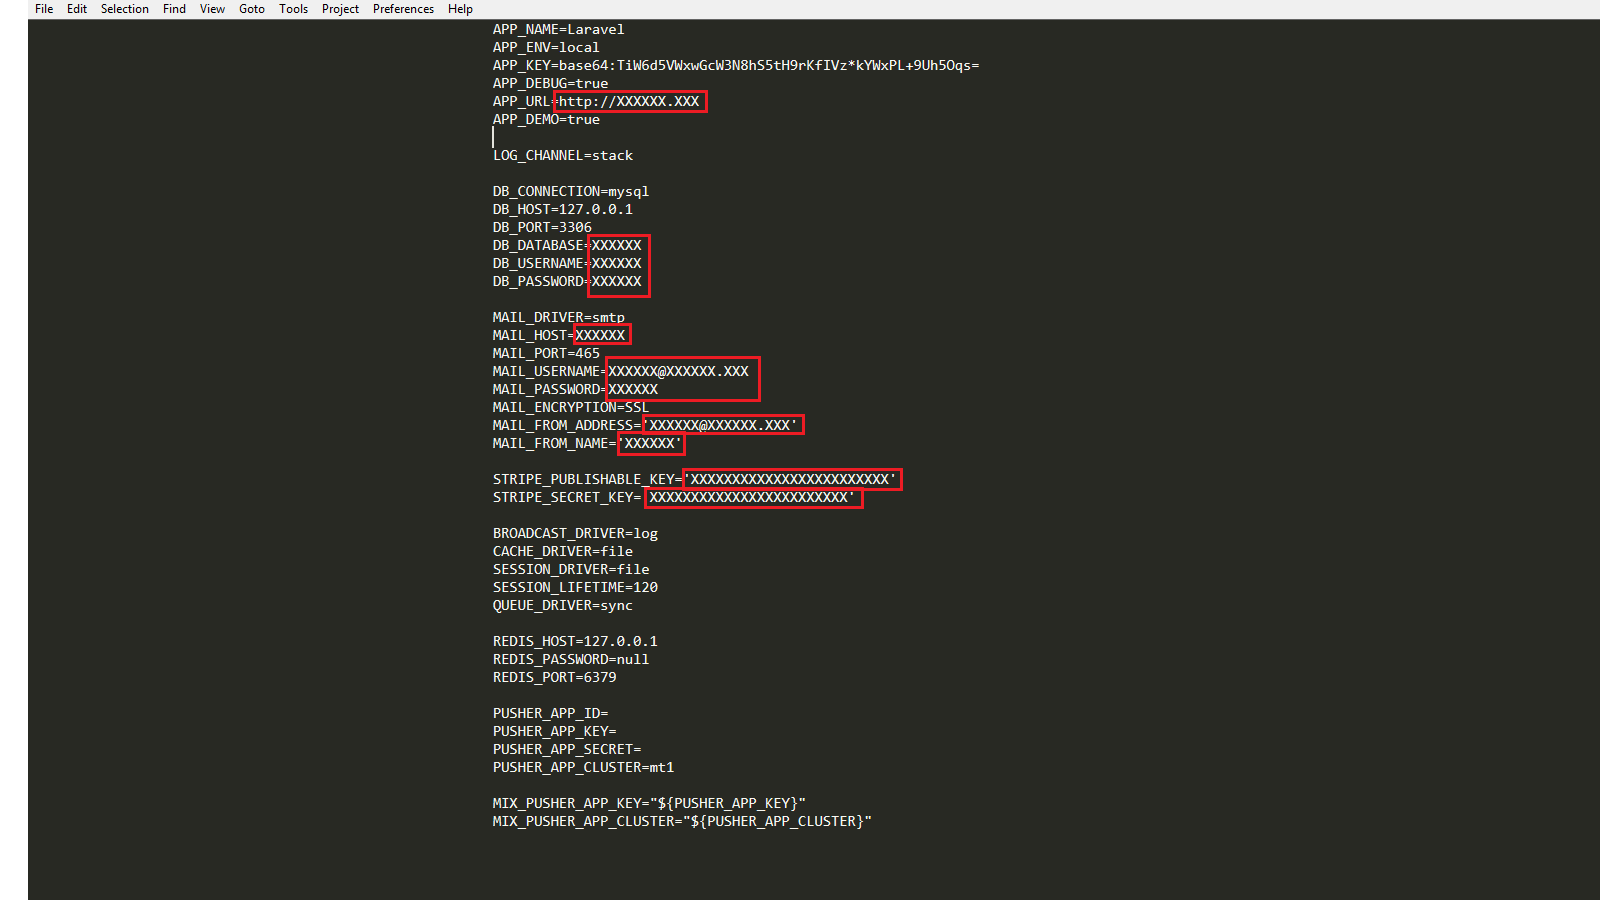 File Edit Selection Find View Goto Tools Project Preferences Help
APP_NAME=Laravel
APP_ENV=local
APP_KEY=base64:TiW6d5VWxwGcW3N8hS5tH9rKfIVz*kYWxPL+9Uh5Oqs=
APP_DEBUG=true
APP_URL=http://XXXXXX.XXX
APP_DEMO=true
LOG_CHANNEL=stack
DB_CONNECTION=mysql
DB_HOST=127.0.0.1
DB_PORT=3306
DB_DATABASE=XXXXXX
DB_USERNAME=XXXXXX
DB_PASSWORD=XXXXXX
MAIL_DRIVER=smtp
MAIL_HOST=XXXXXX
MAIL_PORT=465
MAIL_USERNAME=XXXXXX@XXXXXX.XXX
MAIL_PASSWORD=XXXXXX
MAIL_ENCRYPTION=SSL
MAIL_FROM_ADDRESS='XXXXXX@XXXXXX.XXX'
MAIL_FROM_NAME='XXXXXX'
STRIPE_PUBLISHABLE_KEY='XXXXXXXXXXXXXXXXXXXXXXXX'
STRIPE_SECRET_KEY='XXXXXXXXXXXXXXXXXXXXXXXX'
BROADCAST_DRIVER=log
CACHE_DRIVER=file
SESSION_DRIVER=file
SESSION_LIFETIME=120
QUEUE_DRIVER=sync
REDIS_HOST=127.0.0.1
REDIS_PASSWORD=null
REDIS_PORT=6379
PUSHER_APP_ID=
PUSHER_APP_KEY=
PUSHER_APP_SECRET=
PUSHER_APP_CLUSTER=mt1
MIX_PUSHER_APP_KEY="${PUSHER_APP_KEY}"
MIX_PUSHER_APP_CLUSTER="${PUSHER_APP_CLUSTER}"